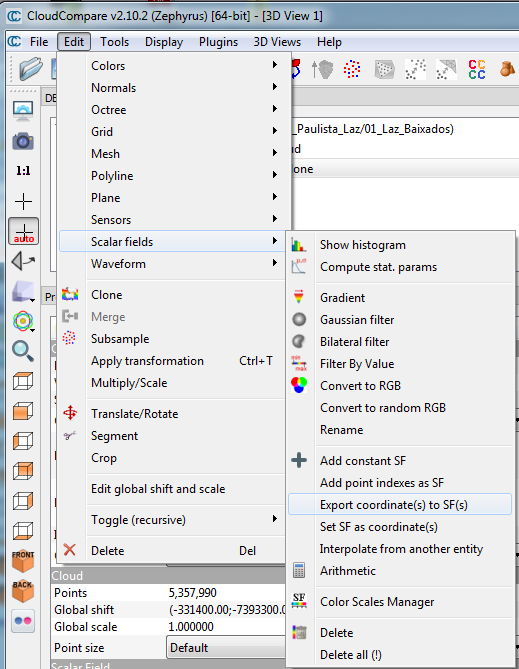 CloudCompare v2.10.2 (Zephyrus) [64-bit] - [3D View 1]
File Edit Tools Display Plugins 3D Views Help
Colors
Normals
Octree
Grid
Mesh
Polyline
Plane
Sensors
Scalar fields
Waveform
Clone
Merge
Subsample
Apply transformation Ctrl+T
Multiply/Scale
Translate/Rotate
Segment
Crop
Edit global shift and scale
Toggle (recursive)
Delete Del
Show histogram
Compute stat. params
Gradient
Gaussian filter
Bilateral filter
Filter By Value
Convert to RGB
Convert to random RGB
Rename
Add constant SF
Add point indexes as SF
Export coordinate(s) to SF(s)
Set SF as coordinate(s)
Interpolate from another entity
Arithmetic
Color Scales Manager
Delete
Delete all (!)
DB
_Paulista_Laz/01_Laz_Baixados)
ud
one
Pr
1:1
auto
FRONT
BACK
CC
CC
μ,σ
min
max
SF
Cloud
Points 5,357,990
Global shift (-331400.00;-7393300.0
Global scale 1.000000
Point size Default
Scalar Field